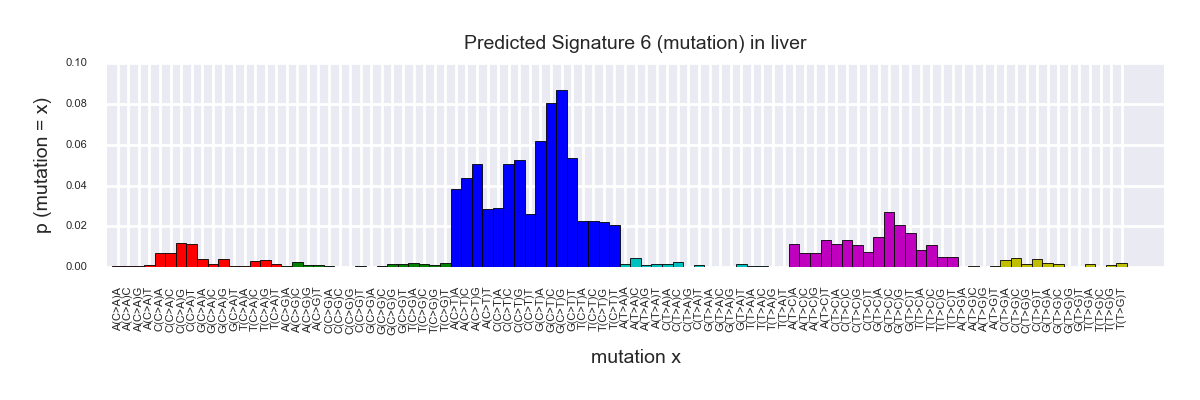 Predicted Signature 6 (mutation) in liver
p (mutation = x)
0.10
0.08
0.06
0.04
0.02
0.00
A(C>A)A
A(C>A)C
A(C>A)G
A(C>A)T
C(C>A)A
C(C>A)C
C(C>A)G
C(C>A)T
G(C>A)A
G(C>A)C
G(C>A)G
G(C>A)T
T(C>A)A
T(C>A)C
T(C>A)G
T(C>A)T
A(C>G)A
A(C>G)C
A(C>G)G
A(C>G)T
C(C>G)A
C(C>G)C
C(C>G)G
C(C>G)T
G(C>G)A
G(C>G)C
G(C>G)G
G(C>G)T
T(C>G)A
T(C>G)C
T(C>G)G
T(C>G)T
A(C>T)A
A(C>T)C
A(C>T)G
A(C>T)T
C(C>T)A
C(C>T)C
C(C>T)G
C(C>T)T
G(C>T)A
G(C>T)C
G(C>T)G
G(C>T)T
T(C>T)A
T(C>T)C
T(C>T)G
T(C>T)T
A(T>A)A
A(T>A)C
A(T>A)G
A(T>A)T
C(T>A)A
C(T>A)C
C(T>A)G
C(T>A)T
G(T>A)A
G(T>A)C
G(T>A)G
G(T>A)T
T(T>A)A
T(T>A)C
T(T>A)G
T(T>A)T
A(T>C)A
A(T>C)C
A(T>C)G
A(T>C)T
C(T>C)A
C(T>C)C
C(T>C)G
C(T>C)T
G(T>C)A
G(T>C)C
G(T>C)G
G(T>C)T
T(T>C)A
T(T>C)C
T(T>C)G
T(T>C)T
A(T>G)A
A(T>G)C
A(T>G)G
A(T>G)T
C(T>G)A
C(T>G)C
C(T>G)G
C(T>G)T
G(T>G)A
G(T>G)C
G(T>G)G
G(T>G)T
T(T>G)A
T(T>G)C
T(T>G)G
T(T>G)T
mutation x